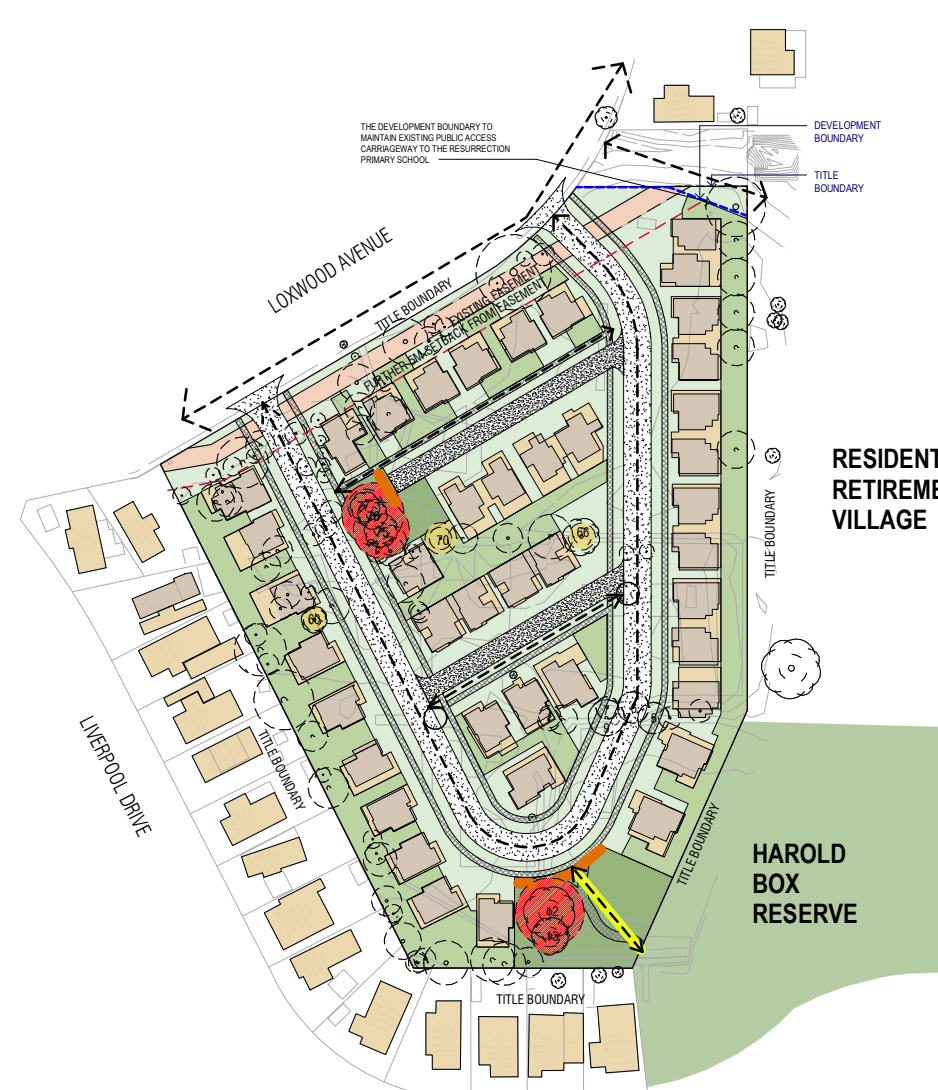 THE DEVELOPMENT BOUNDARY TO
MAINTAIN EXISTING PUBLIC ACCESS
CARRIAGEWAY TO THE RESURRECTION
PRIMARY SCHOOL
DEVELOPMENT
BOUNDARY
TITLE
BOUNDARY
LOXWOOD AVENUE
TITLE BOUNDARY
EXISTING EASEMENT
FURTHER 5M SETBACK FROM EASEMENT
RESIDENT
RETIREME
VILLAGE
TITLE BOUNDARY
70
66
60
LIVERPOOL DRIVE
TITLE BOUNDARY
TITLE BOUNDARY
HAROLD
BOX
RESERVE
62
TITLE BOUNDARY